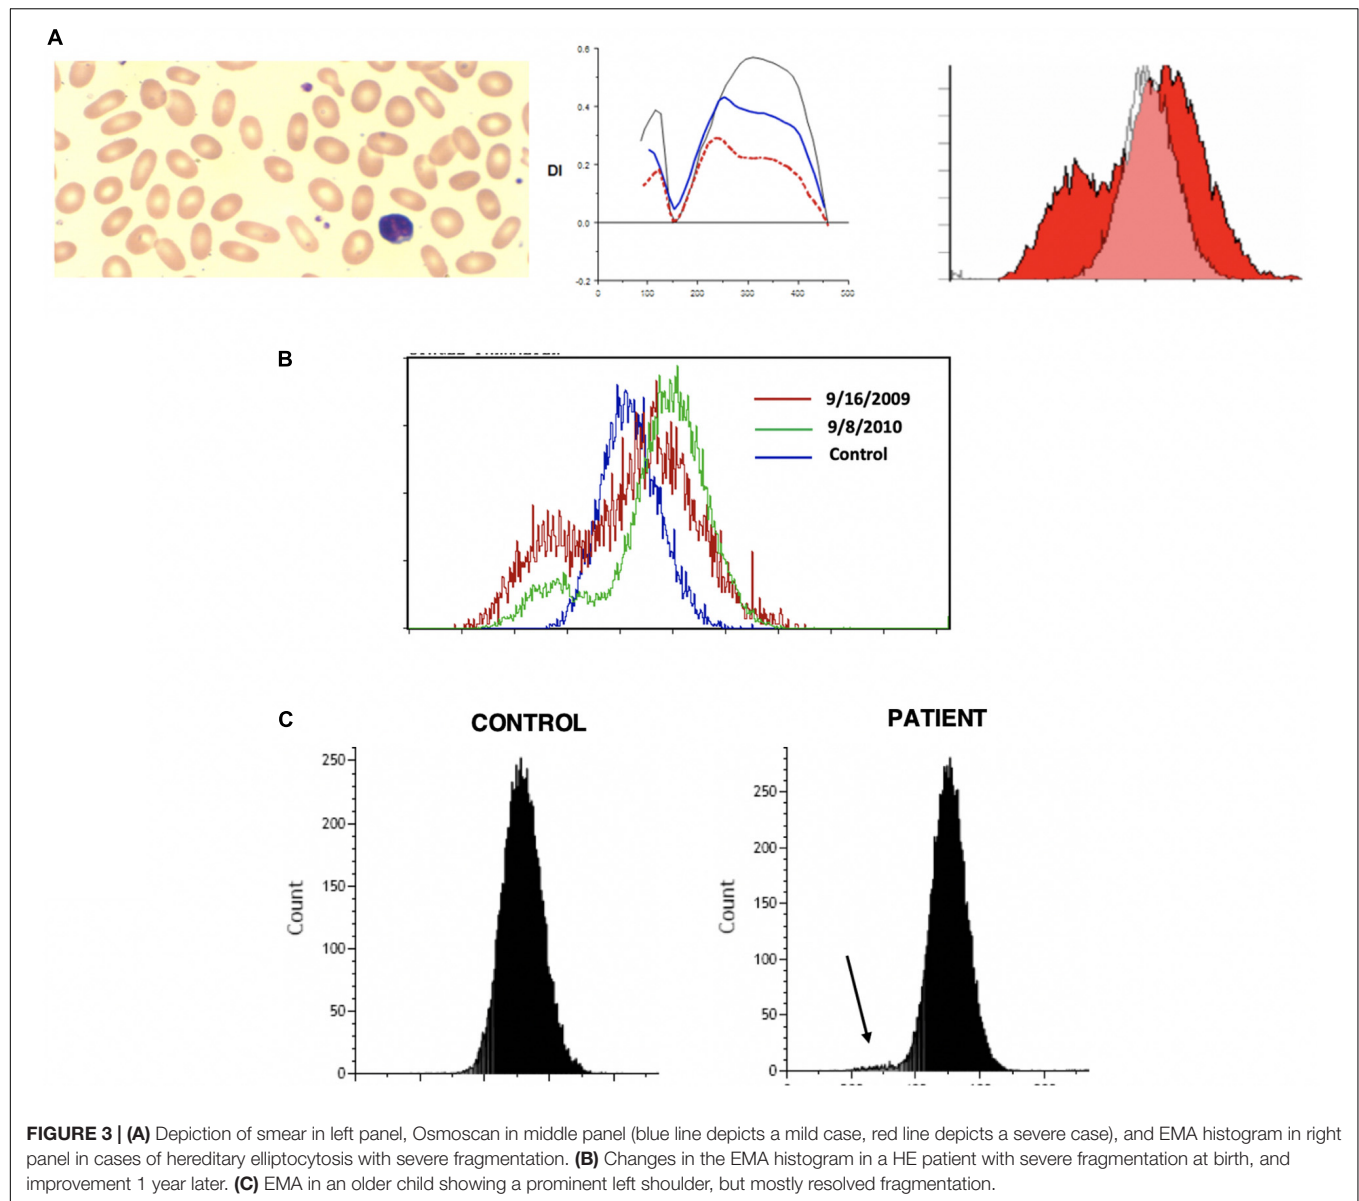 A
0.6
0.4
DI
0.2
0.0
-0.2
0 100 200 300 400 500
B
9/16/2009
9/8/2010
Control
C
CONTROL
PATIENT
250
200
150
100
50
0
Count
250
200
150
100
50
0
Count
FIGURE 3 | (A) Depiction of smear in left panel, Osmoscan in middle panel (blue line depicts a mild case, red line depicts a severe case), and EMA histogram in right
panel in cases of hereditary elliptocytosis with severe fragmentation. (B) Changes in the EMA histogram in a HE patient with severe fragmentation at birth, and
improvement 1 year later. (C) EMA in an older child showing a prominent left shoulder, but mostly resolved fragmentation.